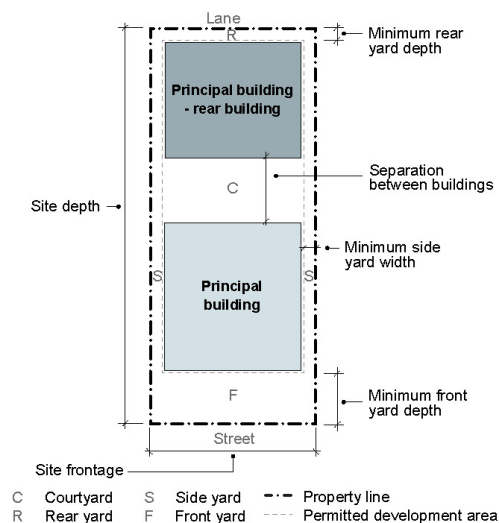 Lane
R
Minimum rear
yard depth
Principal building
- rear building
Separation
between buildings
C
Site depth
Minimum side
yard width
S
S
Principal
building
Minimum front
yard depth
F
Street
Site frontage
C Courtyard S Side yard Property line
R Rear yard F Front yard Permitted development area